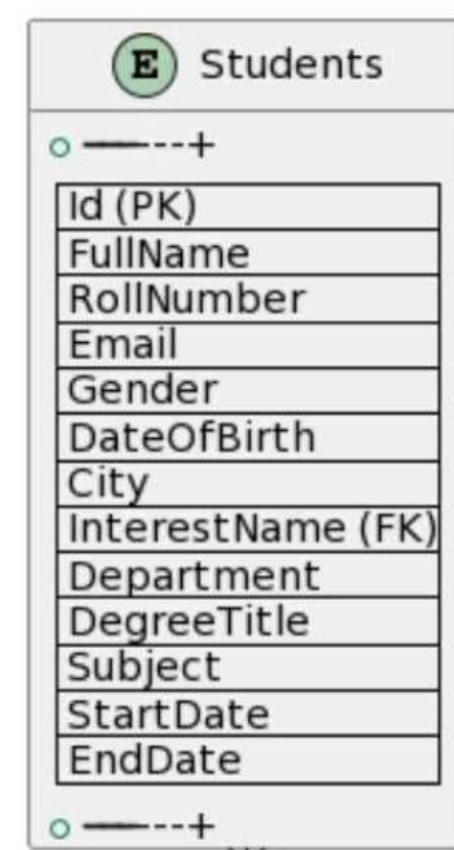 E Students
Id (PK)
FullName
RollNumber
Email
Gender
DateOfBirth
City
InterestName (FK)
Department
DegreeTitle
Subject
StartDate
EndDate